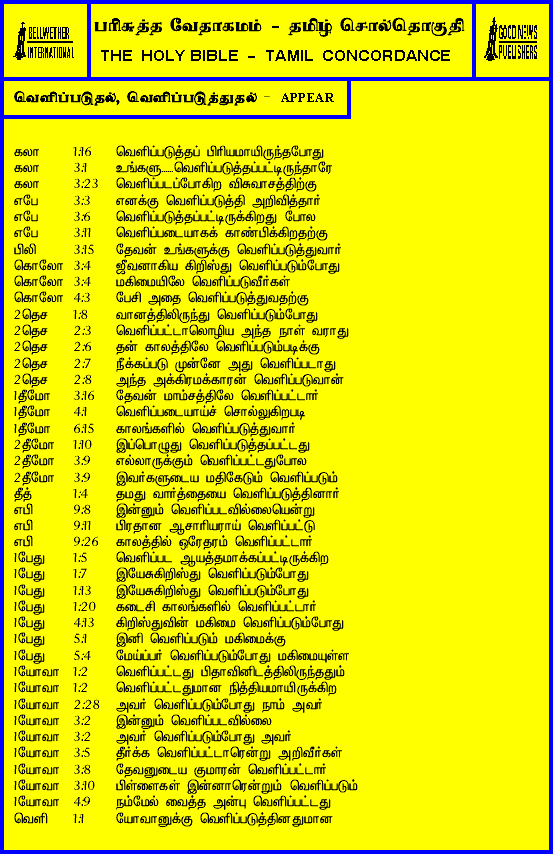 BELLWETHER
INTERNATIONAL
பரிசுத்த வேதாகமம் - தமிழ் சொல்தொகுதி
THE HOLY BIBLE - TAMIL CONCORDANCE
GOOD NEWS
PUBLISHERS
வெளிப்படுதல், வெளிப்படுத்துதல் - APPEAR
கலா 1:16 வெளிப்படுத்தப் பிரியமாயிருந்தபோது
கலா 3:1 உங்களு......வெளிப்படுத்தப்பட்டிருந்தாரே
கலா 3:23 வெளிப்படப்போகிற விசுவாசத்திற்கு
எபே 3:3 எனக்கு வெளிப்படுத்தி அறிவித்தார்
எபே 3:6 வெளிப்படுத்தப்பட்டிருக்கிறது போல
எபே 3:11 வெளிப்படையாகக் காண்பிக்கிறதற்கு
பிலி 3:15 தேவன் உங்களுக்கு வெளிப்படுத்துவார்
கொலோ 3:4 ஜீவனாகிய கிறிஸ்து வெளிப்படும்போது
கொலோ 3:4 மகிமையிலே வெளிப்படுவீர்கள்
கொலோ 4:3 பேசி அதை வெளிப்படுத்துவதற்கு
2தெச 1:8 வானத்திலிருந்து வெளிப்படும்போது
2தெச 2:3 வெளிப்பட்டாலொழிய அந்த நாள் வராது
2தெச 2:6 தன் காலத்திலே வெளிப்படும்படிக்கு
2தெச 2:7 நீக்கப்படு முன்னே அது வெளிப்படாது
2தெச 2:8 அந்த அக்கிரமக்காரன் வெளிப்படுவான்
1தீமோ 3:16 தேவன் மாம்சத்திலே வெளிப்பட்டார்
1தீமோ 4:1 வெளிப்படையாய்ச் சொல்லுகிறபடி
1தீமோ 6:15 காலங்களில் வெளிப்படுத்துவார்
2தீமோ 1:10 இப்பொழுது வெளிப்படுத்தப்பட்டது
2தீமோ 3:9 எல்லாருக்கும் வெளிப்பட்டதுபோல
2தீமோ 3:9 இவர்களுடைய மதிகேடும் வெளிப்படும்
தீத் 1:4 தமது வார்த்தையை வெளிப்படுத்தினார்
எபி 9:8 இன்னும் வெளிப்படவில்லையென்று
எபி 9:11 பிரதான ஆசாரியராய் வெளிப்பட்டு
எபி 9:26 காலத்தில் ஒரேதரம் வெளிப்பட்டார்
1பேது 1:5 வெளிப்பட ஆயத்தமாக்கப்பட்டிருக்கிற
1பேது 1:7 இயேசுகிறிஸ்து வெளிப்படும்போது
1பேது 1:13 இயேசுகிறிஸ்து வெளிப்படும்போது
1பேது 1:20 கடைசி காலங்களில் வெளிப்பட்டார்
1பேது 4:13 கிறிஸ்துவின் மகிமை வெளிப்படும்போது
1பேது 5:1 இனி வெளிப்படும் மகிமைக்கு
1பேது 5:4 மேய்ப்பர் வெளிப்படும்போது மகிமையுள்ள
1யோவா 1:2 வெளிப்பட்டது பிதாவினிடத்திலிருந்ததும்
1யோவா 1:2 வெளிப்பட்டதுமான நித்தியமாயிருக்கிற
1யோவா 2:28 அவர் வெளிப்படும்போது நாம் அவர்
1யோவா 3:2 இன்னும் வெளிப்படவில்லை
1யோவா 3:2 அவர் வெளிப்படும்போது அவர்
1யோவா 3:5 தீர்க்க வெளிப்பட்டாரென்று அறிவீர்கள்
1யோவா 3:8 தேவனுடைய குமாரன் வெளிப்பட்டார்
1யோவா 3:10 பிள்ளைகள் இன்னாரென்றும் வெளிப்படும்
1யோவா 4:9 நம்மேல் வைத்த அன்பு வெளிப்பட்டது
வெளி 1:1 யோவானுக்கு வெளிப்படுத்தினதுமான